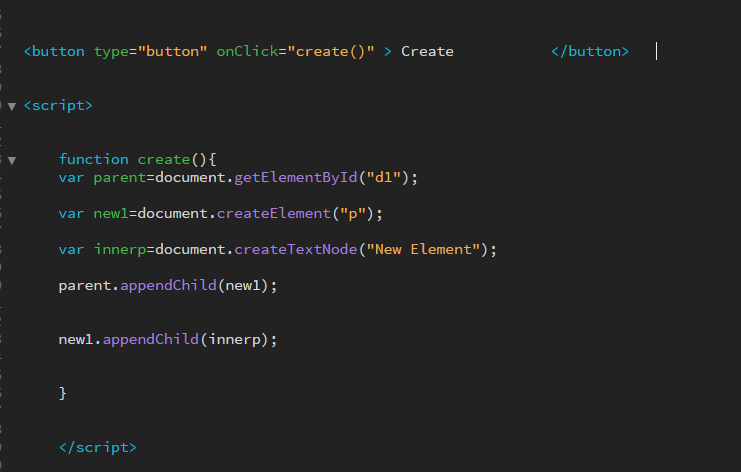 <button type="button" onClick="create()" > Create </button>
<script>
function create(){
var parent=document.getElementById("d1");
var new1=document.createElement("p");
var innerp=document.createTextNode("New Element");
parent.appendChild(new1);
new1.appendChild(innerp);
}
</script>